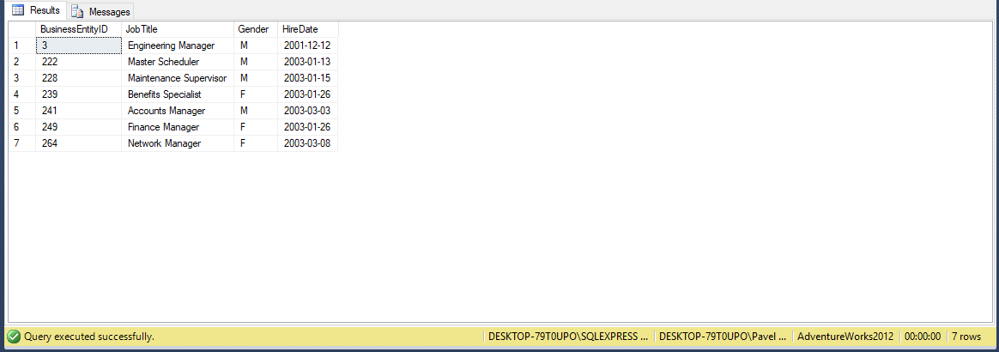 Results Messages
BusinessEntityID JobTitle Gender HireDate
1 3 Engineering Manager M 2001-12-12
2 222 Master Scheduler M 2003-01-13
3 228 Maintenance Supervisor M 2003-01-15
4 239 Benefits Specialist F 2003-01-26
5 241 Accounts Manager M 2003-03-03
6 249 Finance Manager F 2003-01-26
7 264 Network Manager F 2003-03-08
Query executed successfully. DESKTOP-79T0UPO\SQLEXPRESS ... DESKTOP-79T0UPO\Pavel ... AdventureWorks2012 00:00:00 7 rows